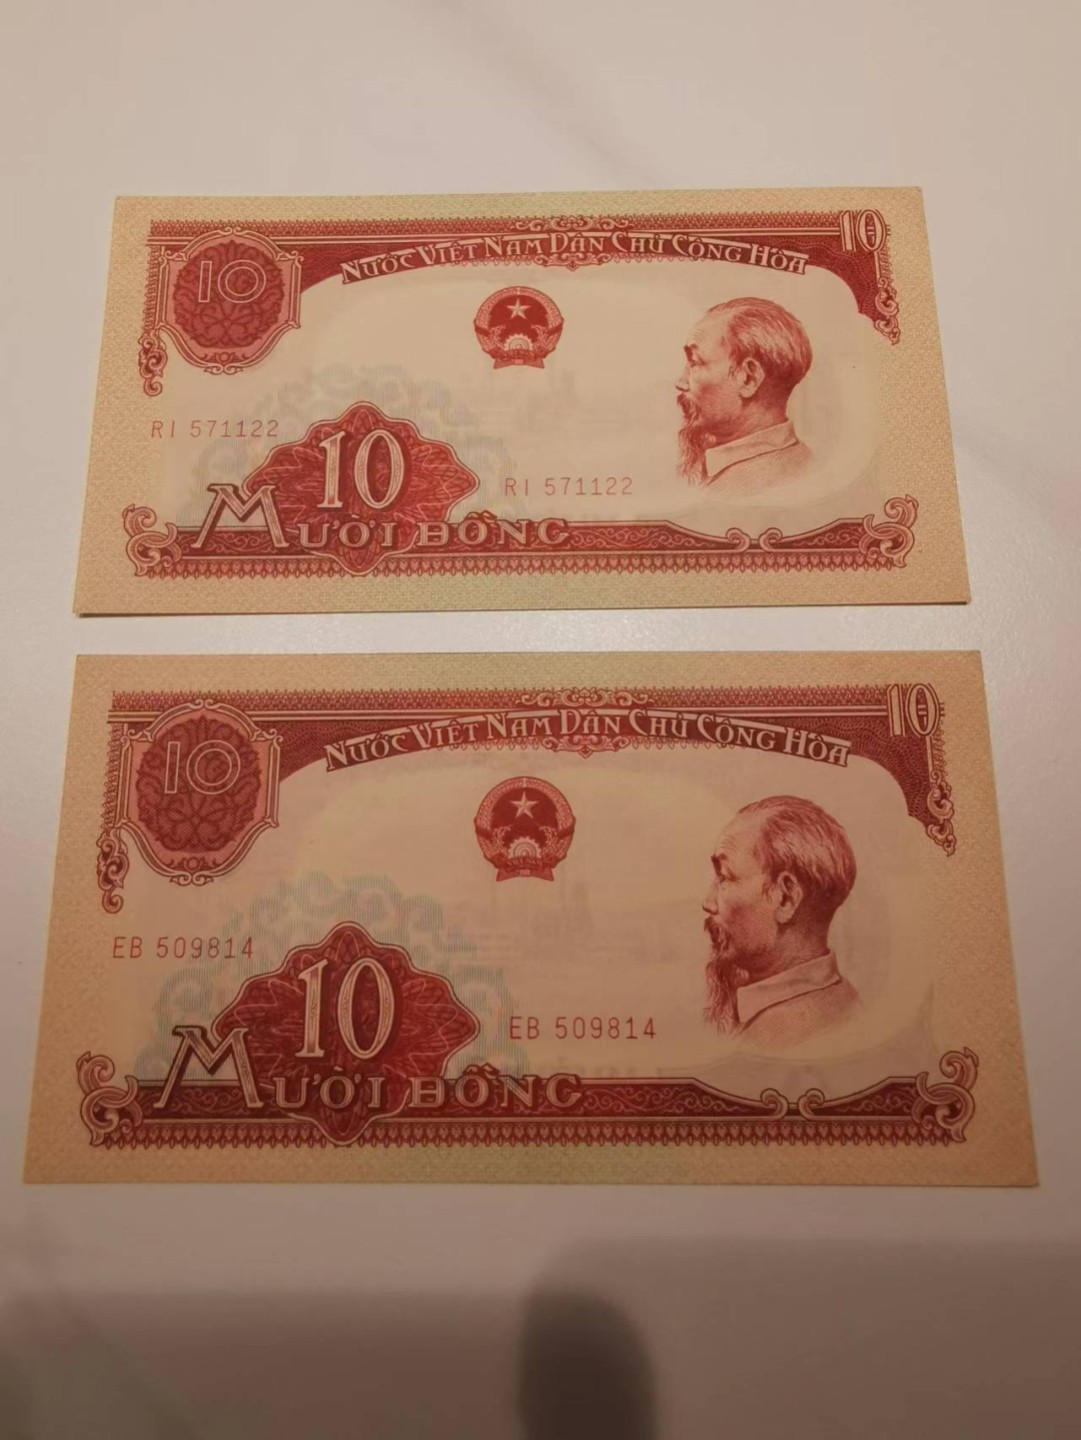 10
NƯỚC VIỆT NAM DÂN CHỦ CỘNG HÒA
10
RI 571122
10
RI 571122
MƯỜI ĐỒNG
10
NƯỚC VIỆT NAM DÂN CHỦ CỘNG HÒA
10
EB 509814
10
EB 509814
MƯỜI ĐỒNG